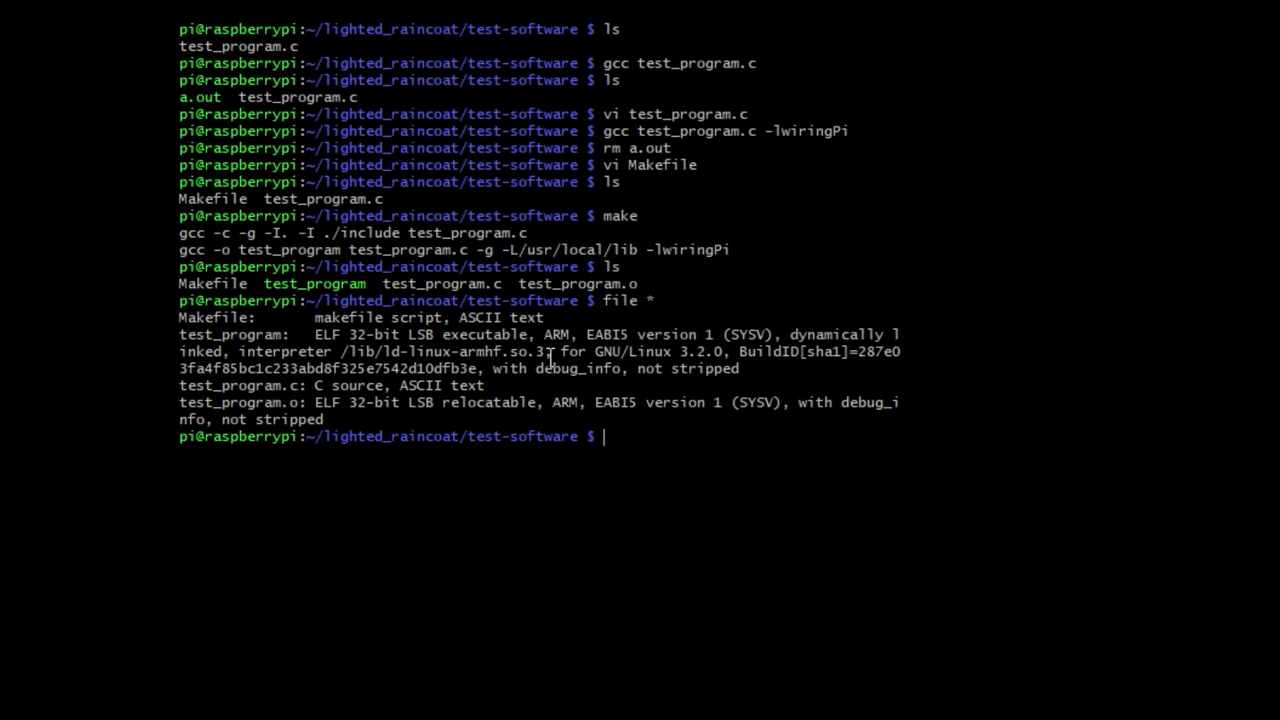 pi@raspberrypi:~/lighted_raincoat/test-software $ ls
test_program.c
pi@raspberrypi:~/lighted_raincoat/test-software $ gcc test_program.c
pi@raspberrypi:~/lighted_raincoat/test-software $ ls
a.out  test_program.c
pi@raspberrypi:~/lighted_raincoat/test-software $ vi test_program.c
pi@raspberrypi:~/lighted_raincoat/test-software $ gcc test_program.c -lwiringPi
pi@raspberrypi:~/lighted_raincoat/test-software $ rm a.out
pi@raspberrypi:~/lighted_raincoat/test-software $ vi Makefile
pi@raspberrypi:~/lighted_raincoat/test-software $ ls
Makefile  test_program.c
pi@raspberrypi:~/lighted_raincoat/test-software $ make
gcc -c -g -I. -I ./include test_program.c
gcc -o test_program test_program.c -g -L/usr/local/lib -lwiringPi
pi@raspberrypi:~/lighted_raincoat/test-software $ ls
Makefile  test_program  test_program.c  test_program.o
pi@raspberrypi:~/lighted_raincoat/test-software $ file *
Makefile:       makefile script, ASCII text
test_program:   ELF 32-bit LSB executable, ARM, EABI5 version 1 (SYSV), dynamically l
inked, interpreter /lib/ld-linux-armhf.so.3, for GNU/Linux 3.2.0, BuildID[sha1]=287e0
3fa4f85bc1c233abd8f325e7542d10dfb3e, with debug_info, not stripped
test_program.c: C source, ASCII text
test_program.o: ELF 32-bit LSB relocatable, ARM, EABI5 version 1 (SYSV), with debug_i
nfo, not stripped
pi@raspberrypi:~/lighted_raincoat/test-software $